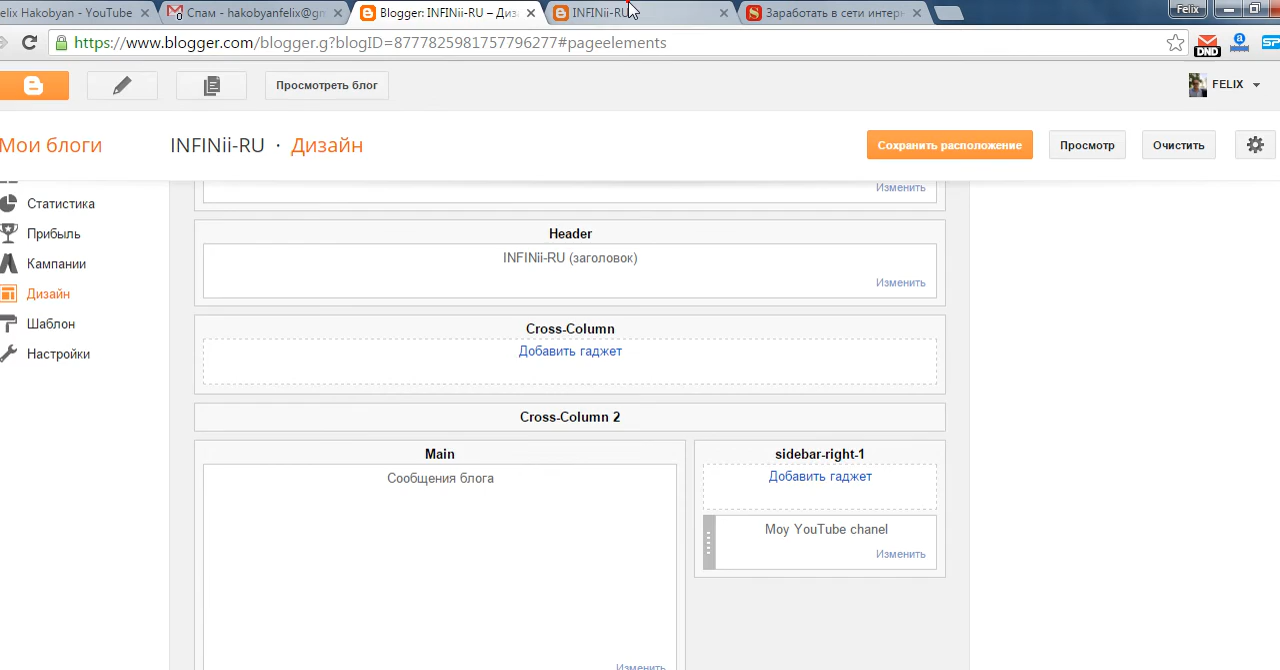 elix Hakobyan - YouTube
Спам - hakobyanfelix@gm
Blogger: INFINii-RU – Диз
INFINii-RU
Заработать в сети интерн
Felix
https://www.blogger.com/blogger.g?blogID=8777825981757796277#pageelements
DND
a
SP
Просмотреть блог
FELIX
Мои блоги
INFINii-RU · Дизайн
Сохранить расположение
Просмотр
Очистить
Статистика
Прибыль
Кампании
Дизайн
Шаблон
Настройки
Изменить
Header
INFINii-RU (заголовок)
Изменить
Cross-Column
Добавить гаджет
Cross-Column 2
Main
Сообщения блога
Изменить
sidebar-right-1
Добавить гаджет
Moy YouTube chanel
Изменить